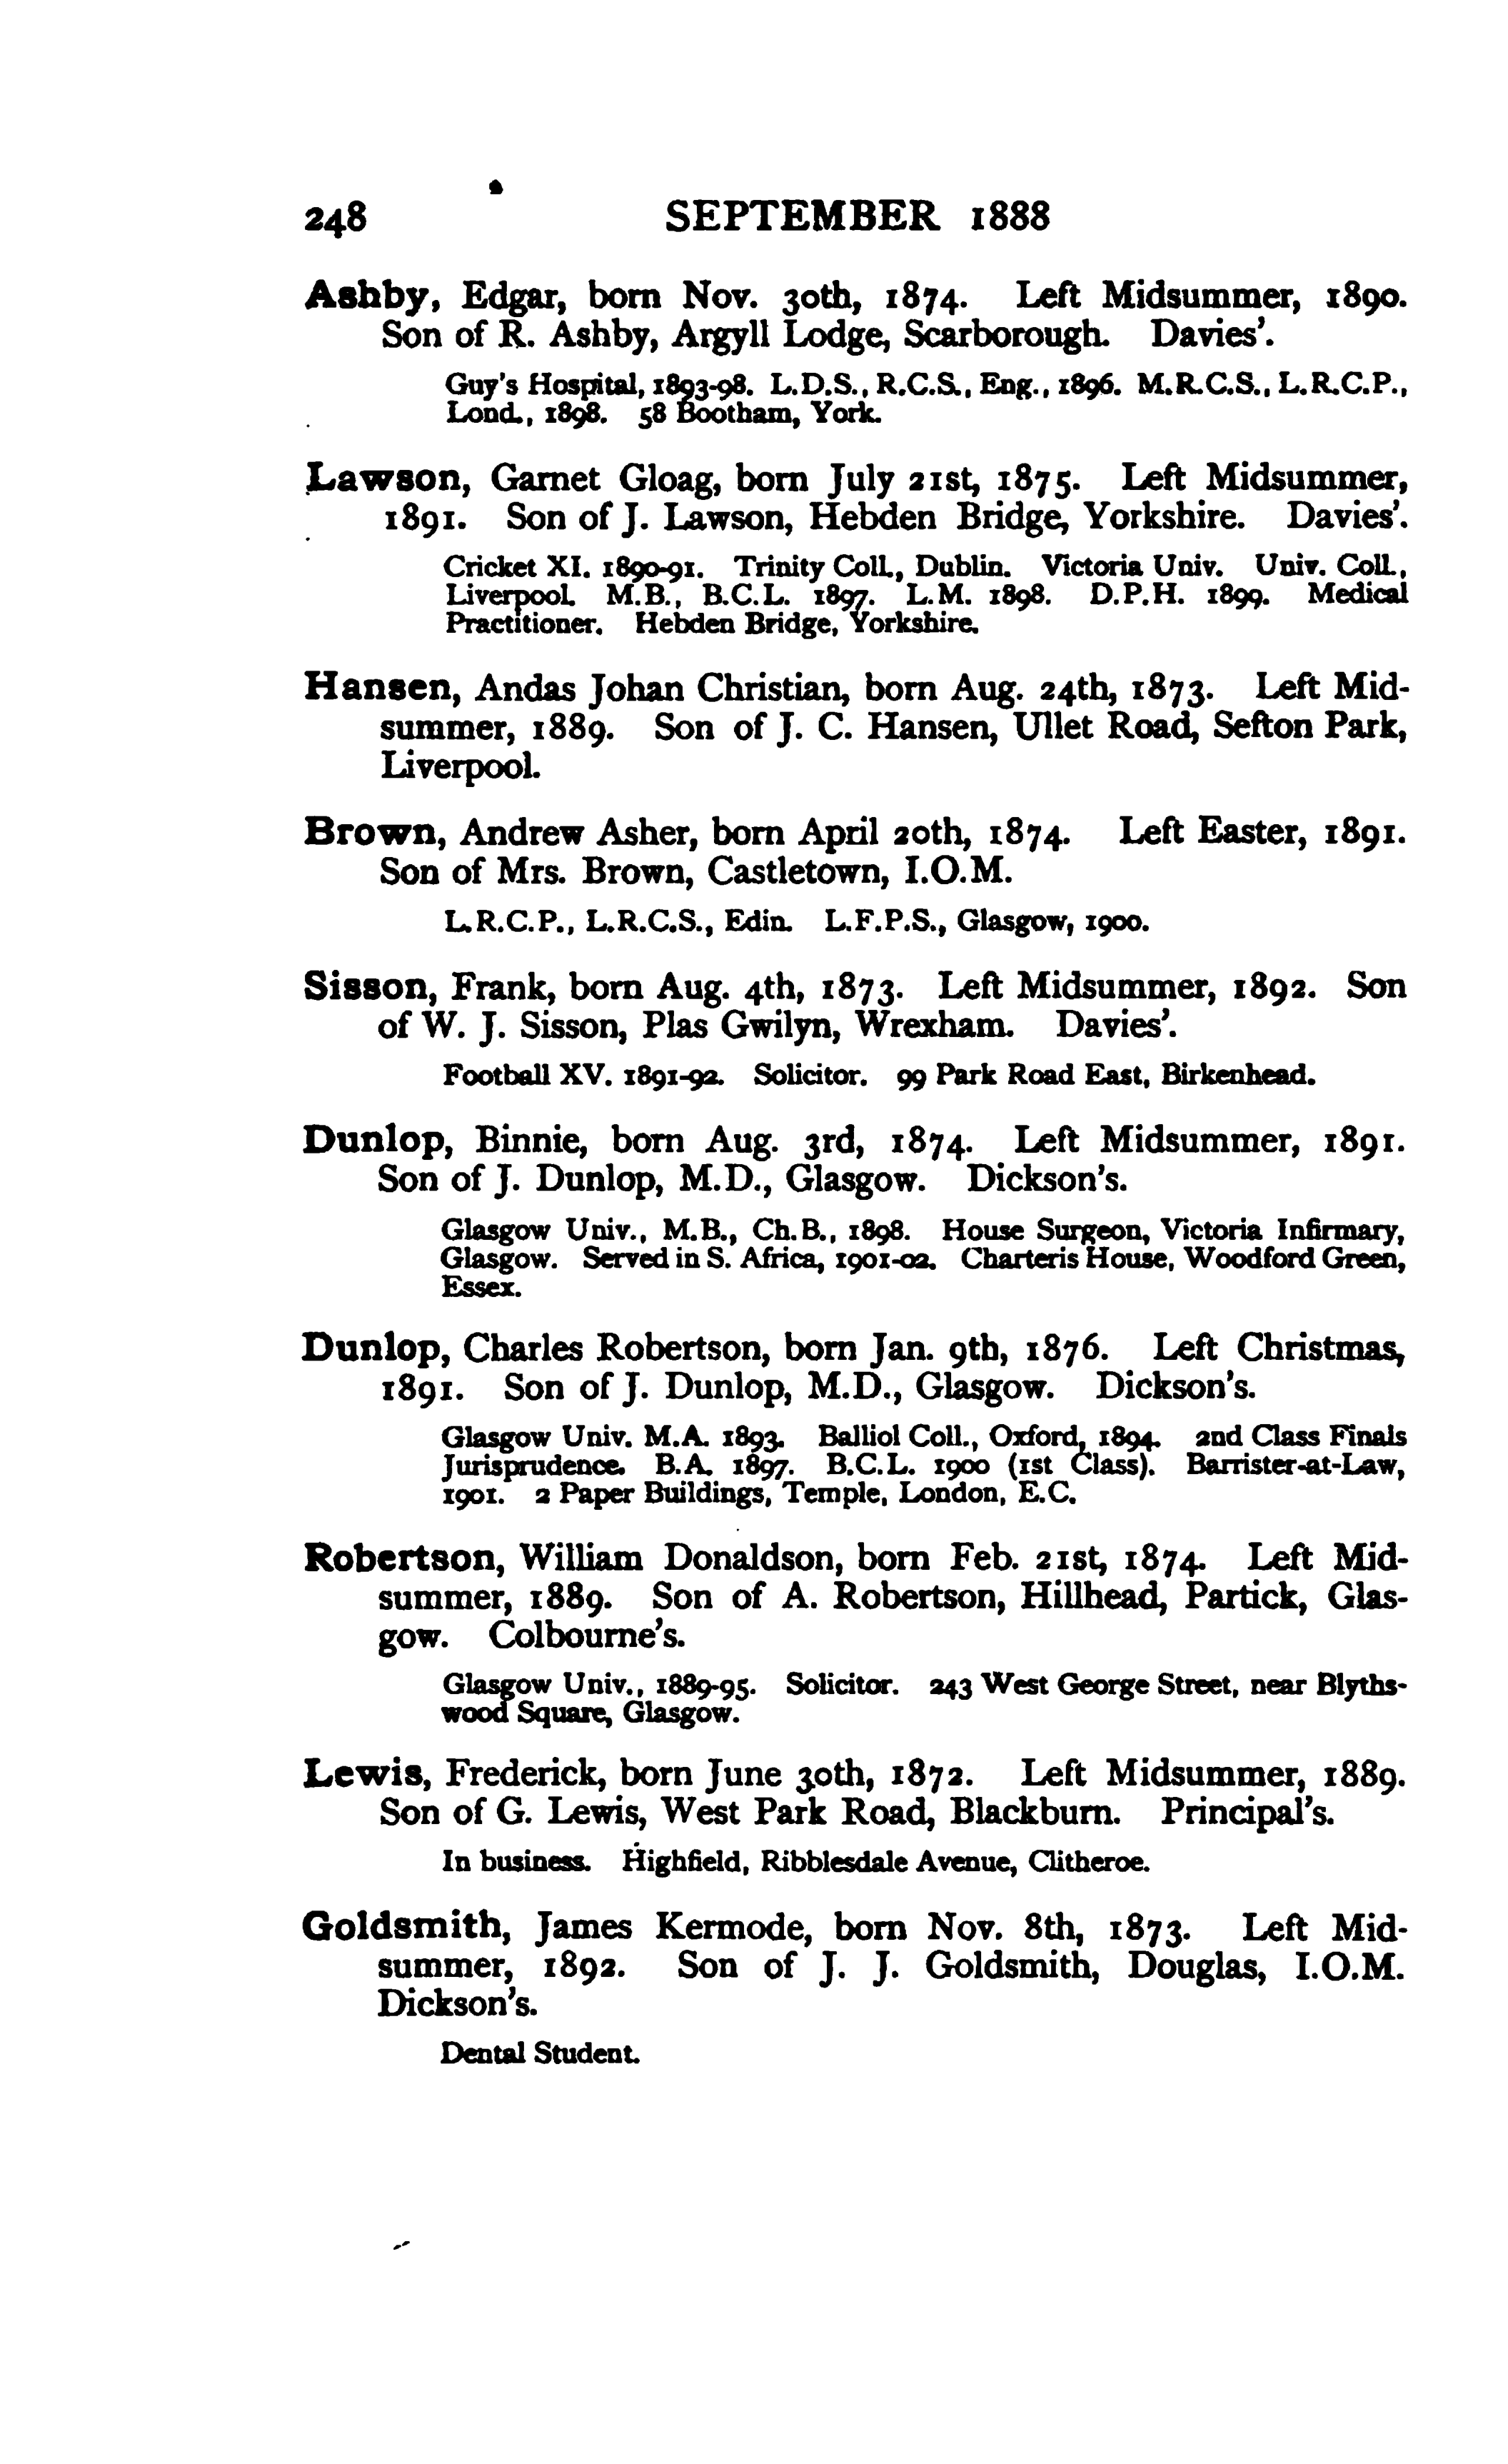 248 SEPTEMBER 1888
Ashby, Edgar, born Nov. 30th, 1874. Left Midsummer, 1890.
Son of R. Ashby, Argyll Lodge, Scarborough. Davies'.
Guy's Hospital, 1893-98. L.D.S., R.C.S., Eng., 1896. M.R.C.S., L.R.C.P.,
Lond., 1898. 58 Bootham, York.
Lawson, Garnet Gloag, born July 21st, 1875. Left Midsummer,
1891. Son of J. Lawson, Hebden Bridge, Yorkshire. Davies'.
Cricket XI. 1890-91. Trinity Coll., Dublin. Victoria Univ. Univ. Coll.,
Liverpool. M.B., B.C.L. 1897. L.M. 1898. D.P.H. 1899. Medical
Practitioner. Hebden Bridge, Yorkshire.
Hansen, Andas Johan Christian, born Aug. 24th, 1873. Left Mid-
summer, 1889. Son of J. C. Hansen, Ullet Road, Sefton Park,
Liverpool.
Brown, Andrew Asher, born April 20th, 1874. Left Easter, 1891.
Son of Mrs. Brown, Castletown, I.O.M.
L.R.C.P., L.R.C.S., Edin. L.F.P.S., Glasgow, 1900.
Sisson, Frank, born Aug. 4th, 1873. Left Midsummer, 1892. Son
of W. J. Sisson, Plas Gwilyn, Wrexham. Davies'.
Football XV. 1891-92. Solicitor. 99 Park Road East, Birkenhead.
Dunlop, Binnie, born Aug. 3rd, 1874. Left Midsummer, 1891.
Son of J. Dunlop, M.D., Glasgow. Dickson's.
Glasgow Univ., M.B., Ch.B., 1898. House Surgeon, Victoria Infirmary,
Glasgow. Served in S. Africa, 1901-02. Charteris House, Woodford Green,
Essex.
Dunlop, Charles Robertson, born Jan. 9th, 1876. Left Christmas,
1891. Son of J. Dunlop, M.D., Glasgow. Dickson's.
Glasgow Univ. M.A. 1893. Balliol Coll., Oxford, 1894. 2nd Class Finals
Jurisprudence. B.A. 1897. B.C.L. 1900 (1st Class). Barrister-at-Law,
1901. 2 Paper Buildings, Temple, London, E.C.
Robertson, William Donaldson, born Feb. 21st, 1874. Left Mid-
summer, 1889. Son of A. Robertson, Hillhead, Partick, Glas-
gow. Colbourne's.
Glasgow Univ., 1889-95. Solicitor. 243 West George Street, near Blyths-
wood Square, Glasgow.
Lewis, Frederick, born June 30th, 1872. Left Midsummer, 1889.
Son of G. Lewis, West Park Road, Blackburn. Principal's.
In business. Highfield, Ribblesdale Avenue, Clitheroe.
Goldsmith, James Kermode, born Nov. 8th, 1873. Left Mid-
summer, 1892. Son of J. J. Goldsmith, Douglas, I.O.M.
Dickson's.
Dental Student.